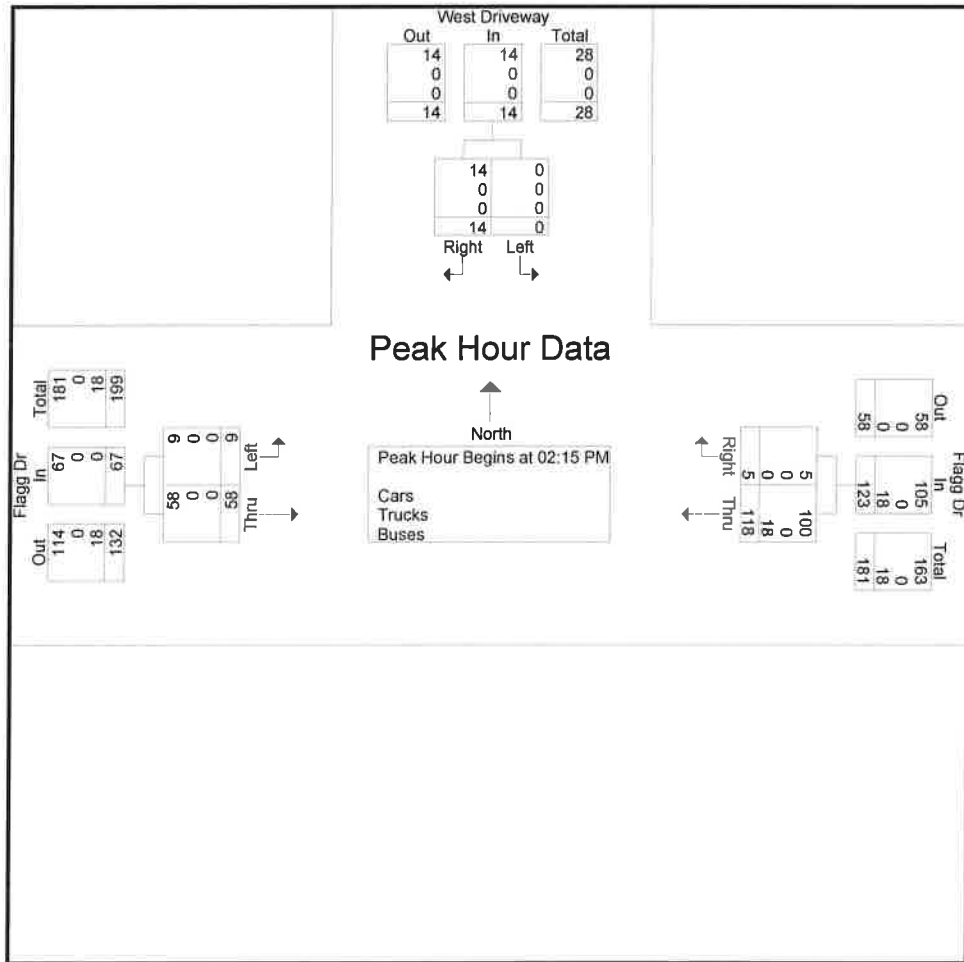 West Driveway
Out In Total
14 14 28
0 0 0
0 0 0
14 14 28
14 0
0 0
0 0
14 0
Right Left
Peak Hour Data
North
Peak Hour Begins at 02:15 PM
Cars
Trucks
Buses
Flagg Dr
Out In Total
114 67 181
0 0 0
18 0 18
132 67 199
Left Thru
9 58
0 0
0 0
9 58
Flagg Dr
Out In Total
58 105 163
0 0 0
0 18 18
58 123 181
Right Thru
5 100
0 0
0 18
5 118